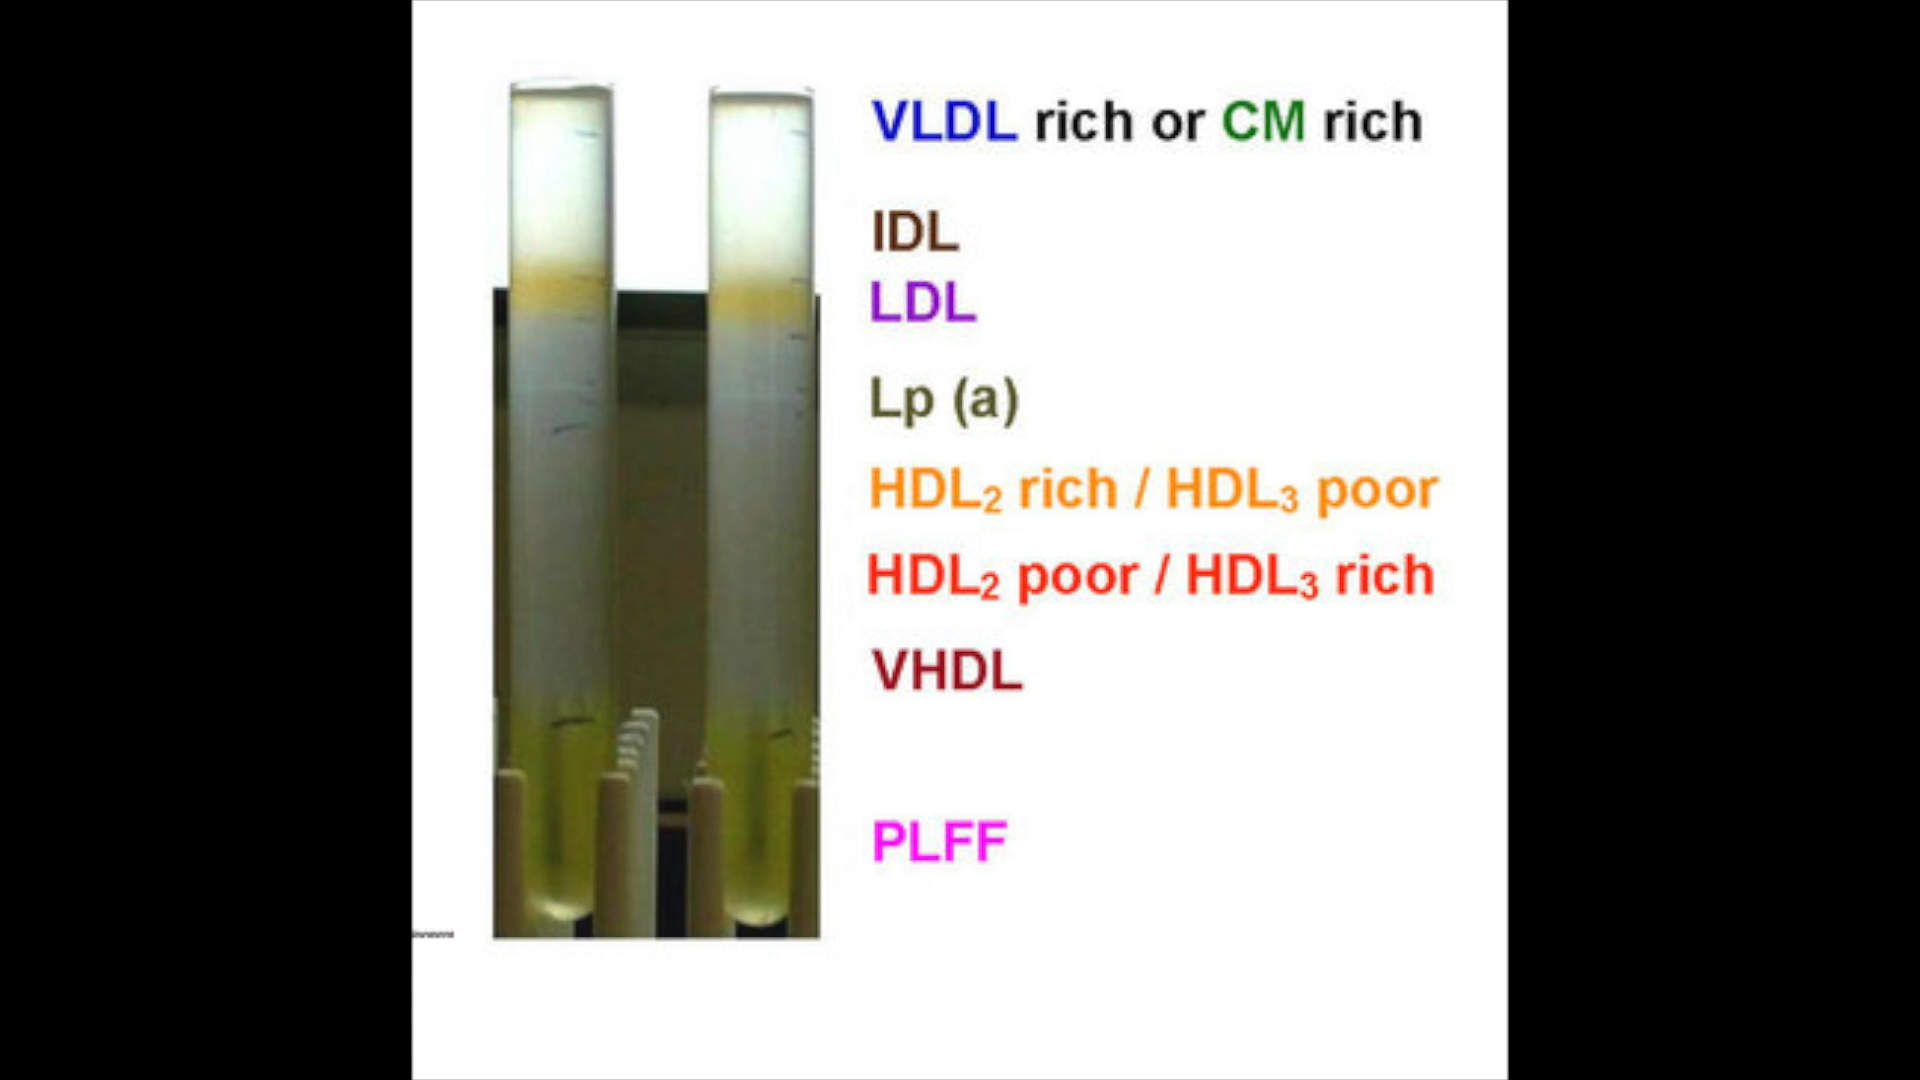 VLDL rich or CM rich
IDL
LDL
Lp (a)
HDL₂ rich / HDL₃ poor
HDL₂ poor / HDL₃ rich
VHDL
PLFF